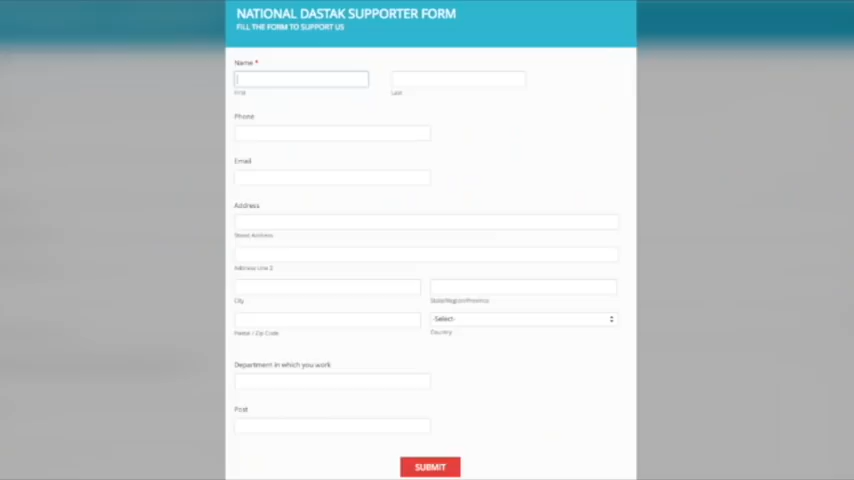 NATIONAL DASTAK SUPPORTER FORM
FILL THE FORM TO SUPPORT US
Name *
First
Last
Phone
Email
Address
Street Address
Address Line 2
City
State/Region/Province
Postal / Zip Code
-Select-
Country
Department in which you work
Post
SUBMIT